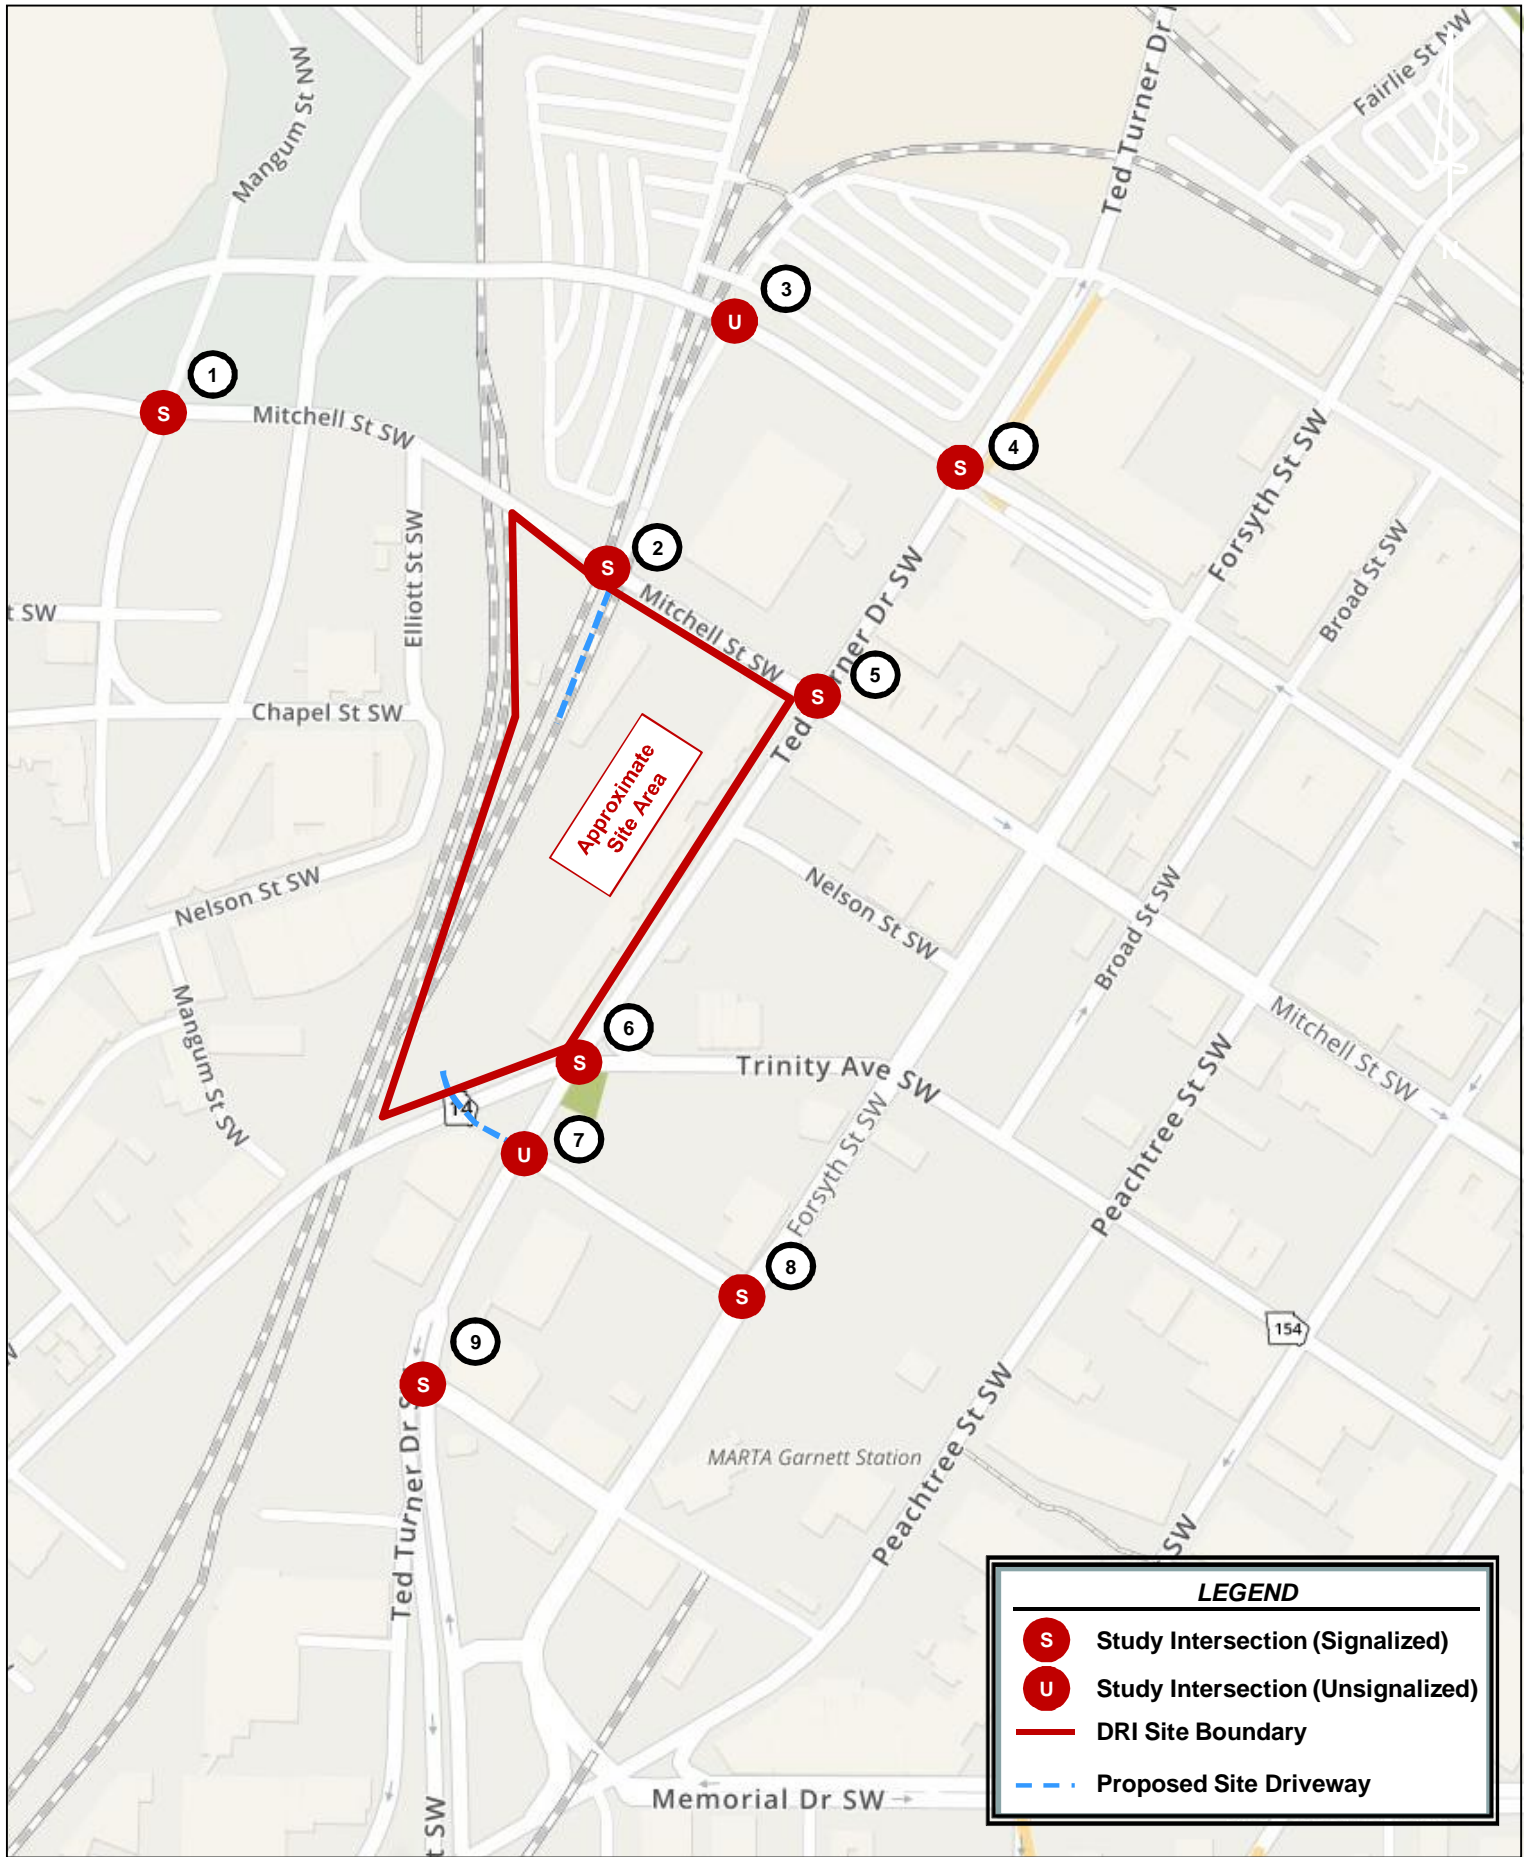 Mangum St NW
Ted Turner Dr
Fairlie St NW
3
U
1
S
Mitchell St SW
4
S
Forsyth St SW
Elliott St SW
2
S
Broad St SW
t SW
Mitchell St SW
Ted Turner Dr SW
5
S
Chapel St SW
Approximate
Site Area
Nelson St SW
Nelson St SW
Broad St SW
Mangum St SW
6
S
Mitchell St SW
Trinity Ave SW
14
7
U
Forsyth St SW
Peachtree St SW
8
S
154
9
S
Ted Turner Dr S
MARTA Garnett Station
Peachtree St SW
SW
Memorial Dr SW
t SW
LEGEND
S Study Intersection (Signalized)
U Study Intersection (Unsignalized)
DRI Site Boundary
Proposed Site Driveway